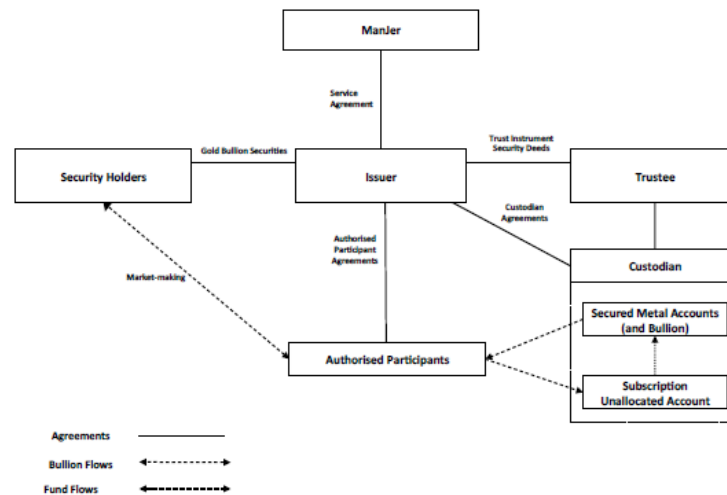 ManJer
Service
Agreement
Gold Bullion Securities
Trust Instrument
Security Deeds
Security Holders
Issuer
Trustee
Custodian
Agreements
Authorised
Participant
Agreements
Custodian
Market-making
Secured Metal Accounts
(and Bullion)
Authorised Participants
Subscription
Unallocated Account
Agreements
Bullion Flows
Fund Flows